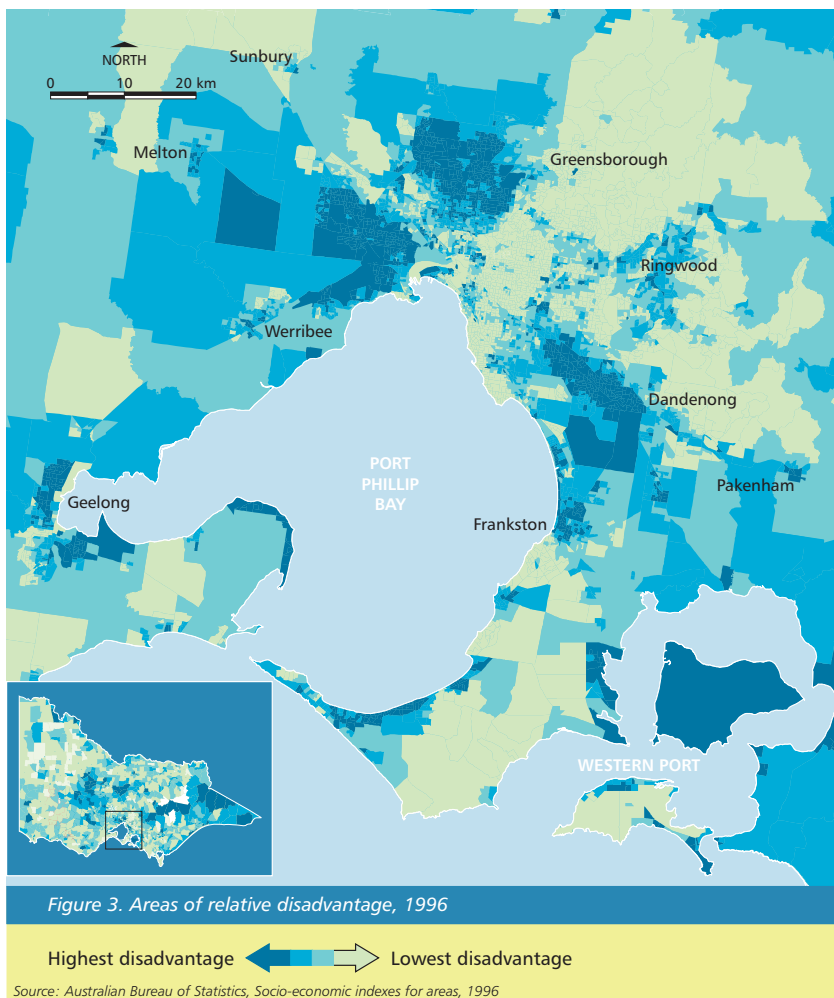 Sunbury
NORTH
0 10 20 km
Melton
Greensborough
Ringwood
Werribee
Dandenong
PORT
PHILLIP
BAY
Pakenham
Geelong
Frankston
WESTERN PORT
Figure 3. Areas of relative disadvantage, 1996
Highest disadvantage Lowest disadvantage
Source: Australian Bureau of Statistics, Socio-economic indexes for areas, 1996